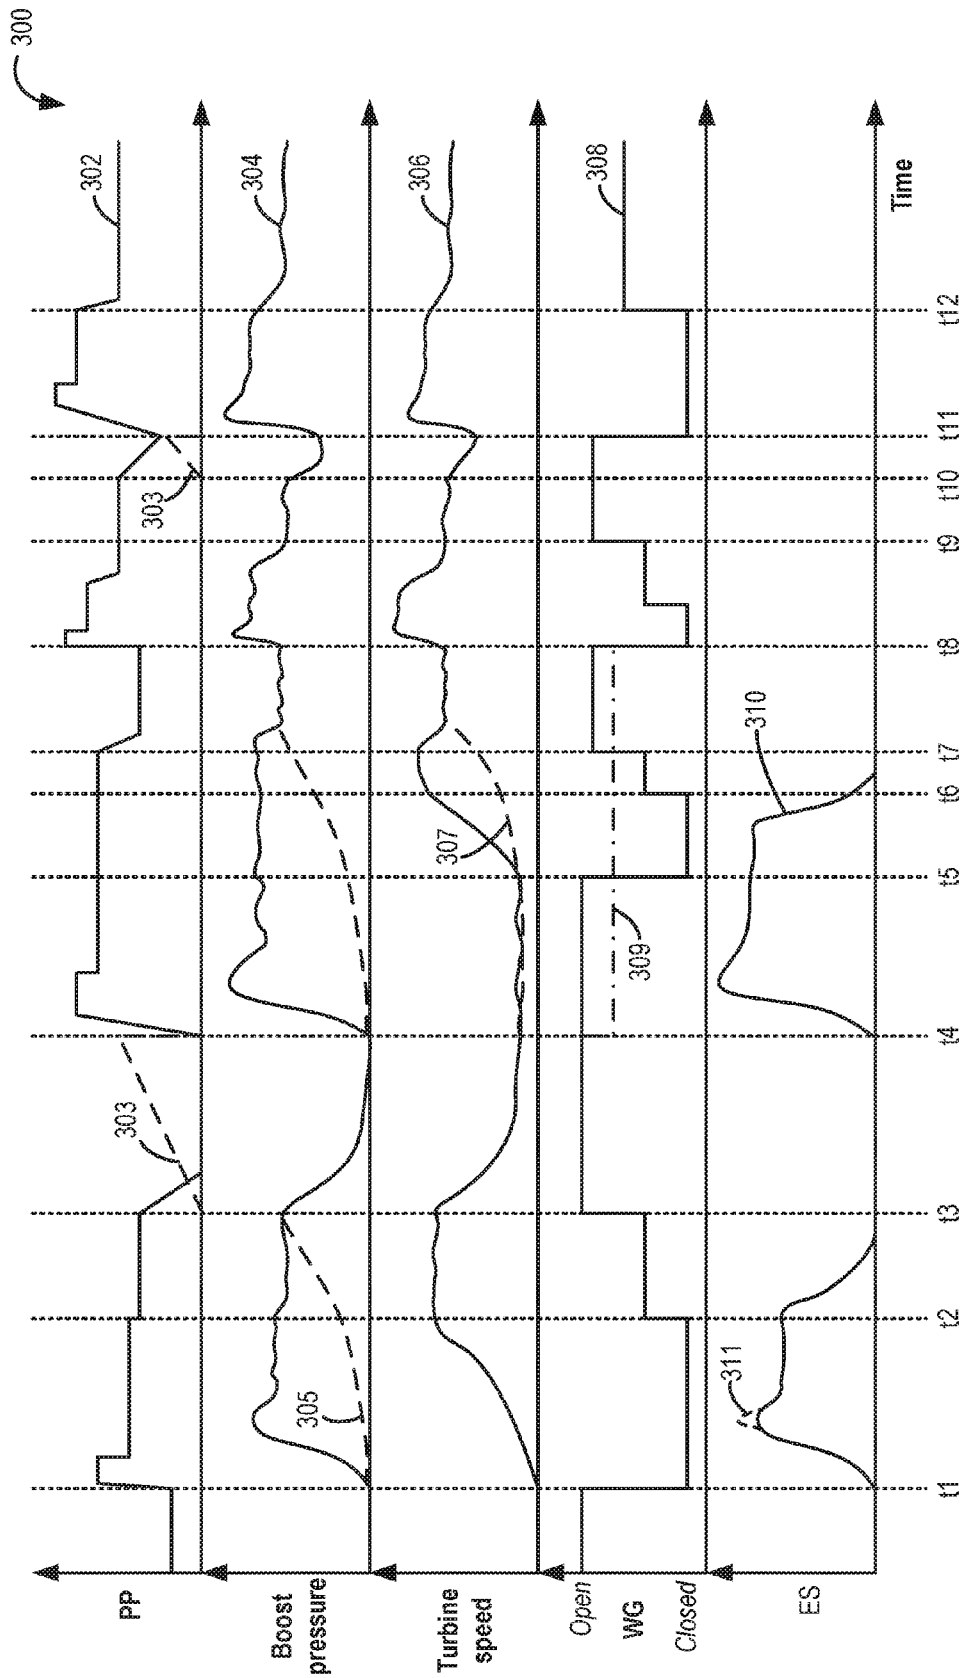 300
PP
302
303
303
Boost
pressure
304
305
Turbine
speed
306
307
Open
WG
Closed
308
309
ES
310
311
t1
t2
t3
t4
t5
t6
t7
t8
t9
t10
t11
t12
Time